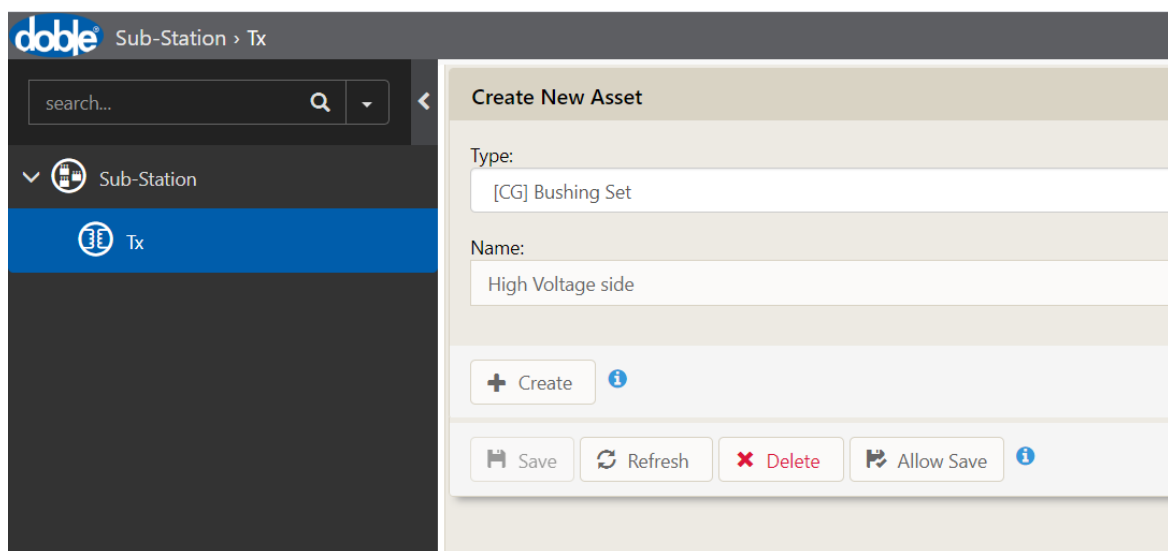 doble® Sub-Station › Tx
search...
Create New Asset
Type:
[CG] Bushing Set
Sub-Station
Tx
Name:
High Voltage side
Create
Save Refresh Delete Allow Save